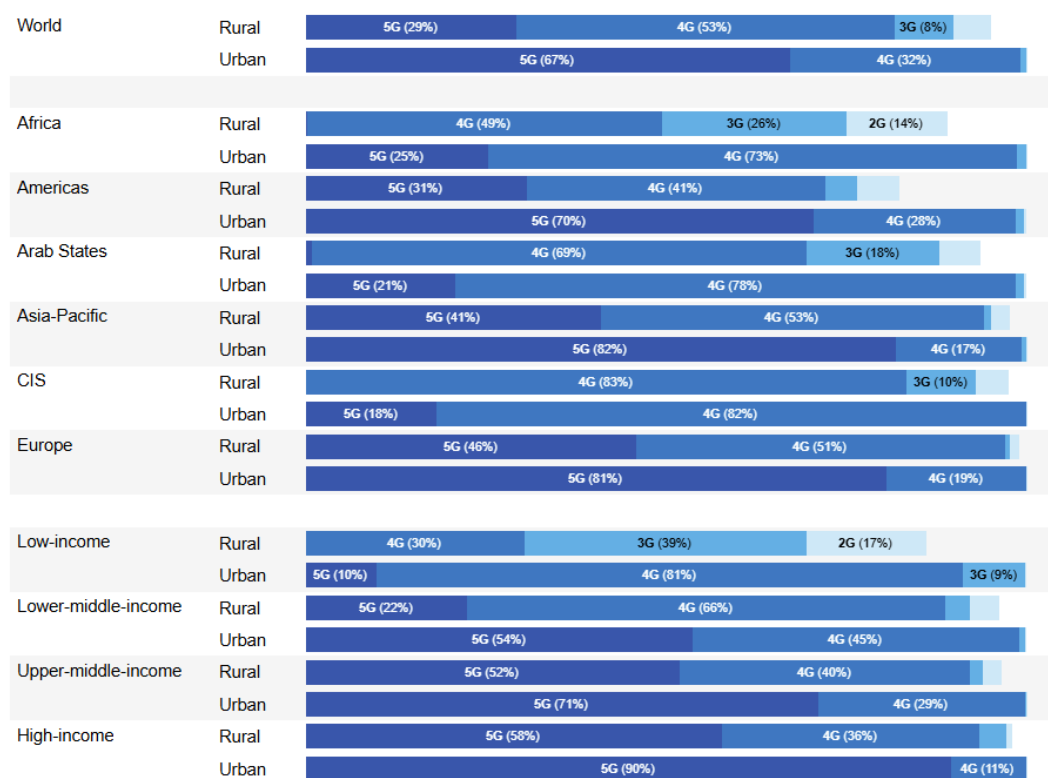 World Rural 5G (29%) 4G (53%) 3G (8%)
Urban 5G (67%) 4G (32%)
Africa Rural 4G (49%) 3G (26%) 2G (14%)
Urban 5G (25%) 4G (73%)
Americas Rural 5G (31%) 4G (41%)
Urban 5G (70%) 4G (28%)
Arab States Rural 4G (69%) 3G (18%)
Urban 5G (21%) 4G (78%)
Asia-Pacific Rural 5G (41%) 4G (53%)
Urban 5G (82%) 4G (17%)
CIS Rural 4G (83%) 3G (10%)
Urban 5G (18%) 4G (82%)
Europe Rural 5G (46%) 4G (51%)
Urban 5G (81%) 4G (19%)
Low-income Rural 4G (30%) 3G (39%) 2G (17%)
Urban 5G (10%) 4G (81%) 3G (9%)
Lower-middle-income Rural 5G (22%) 4G (66%)
Urban 5G (54%) 4G (45%)
Upper-middle-income Rural 5G (52%) 4G (40%)
Urban 5G (71%) 4G (29%)
High-income Rural 5G (58%) 4G (36%)
Urban 5G (90%) 4G (11%)